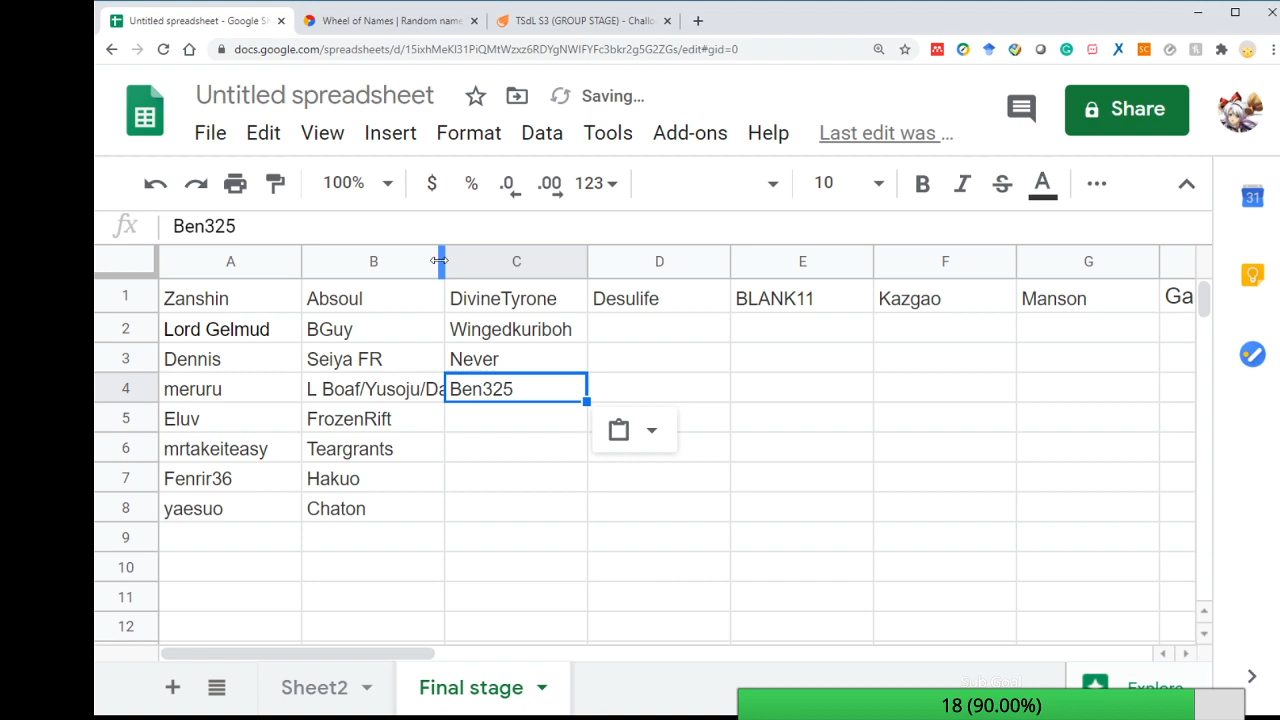 Untitled spreadsheet - Google S
Wheel of Names | Random name
TSdL S3 (GROUP STAGE) - Challo
docs.google.com/spreadsheets/d/15ixhMeKl31PiQMtWzxz6RDYgNWIFYFc3bkr2g5G2ZGs/edit#gid=0
Untitled spreadsheet
Saving...
Share
File Edit View Insert Format Data Tools Add-ons Help Last edit was ...
100% $ % .0 .00 123 10 B I S A
31
fx Ben325
A B C D E F G
1 Zanshin Absoul DivineTyrone Desulife BLANK11 Kazgao Manson Ga
2 Lord Gelmud BGuy Wingedkuriboh
3 Dennis Seiya FR Never
4 meruru L Boaf/Yusoju/Da Ben325
5 Eluv FrozenRift
6 mrtakeiteasy Teargrants
7 Fenrir36 Hakuo
8 yaesuo Chaton
9
10
11
12
Sheet2 Final stage Explore
Sub Goal
18 (90.00%)